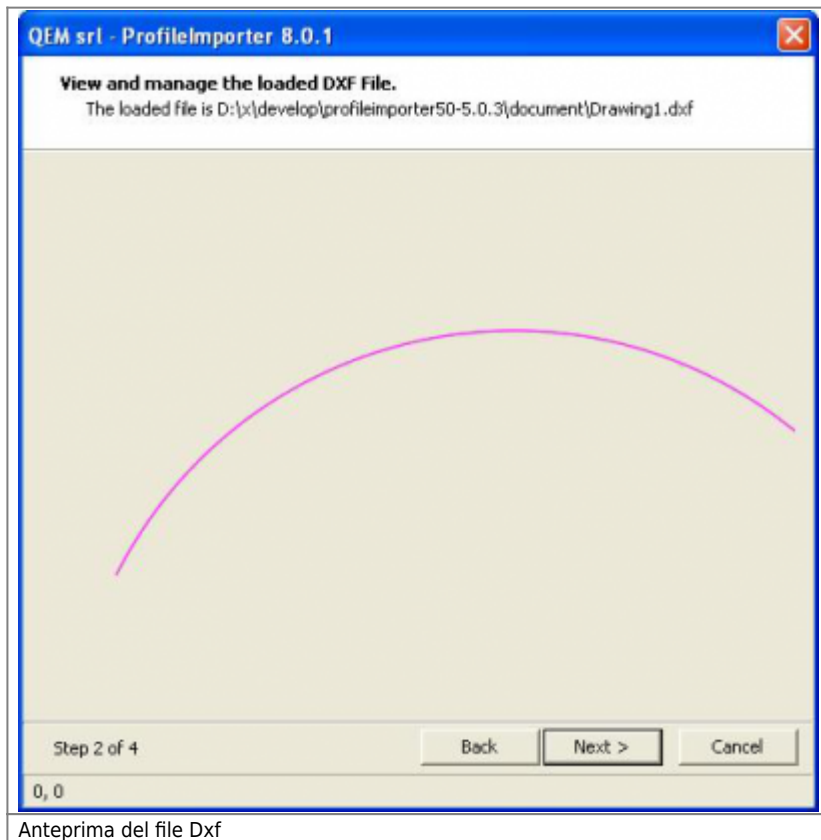 QEM srl - ProfileImporter 8.0.1
View and manage the loaded DXF File.
The loaded file is D:\x\develop\profileimporter50-5.0.3\document\Drawing1.dxf
Step 2 of 4
Back
Next >
Cancel
0, 0
Anteprima del file Dxf